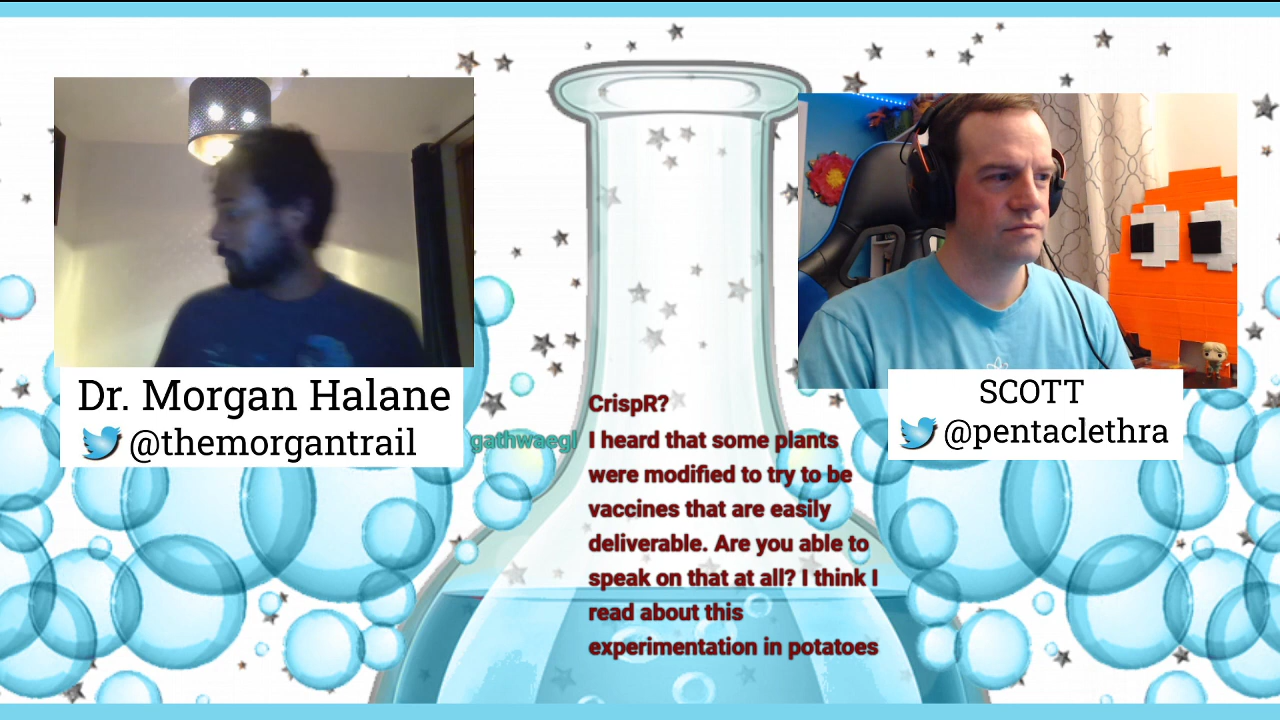 Dr. Morgan Halane
@themorgantrail
SCOTT
@pentaclethra
CrispR?
gathwaegl I heard that some plants
were modified to try to be
vaccines that are easily
deliverable. Are you able to
speak on that at all? I think I
read about this
experimentation in potatoes